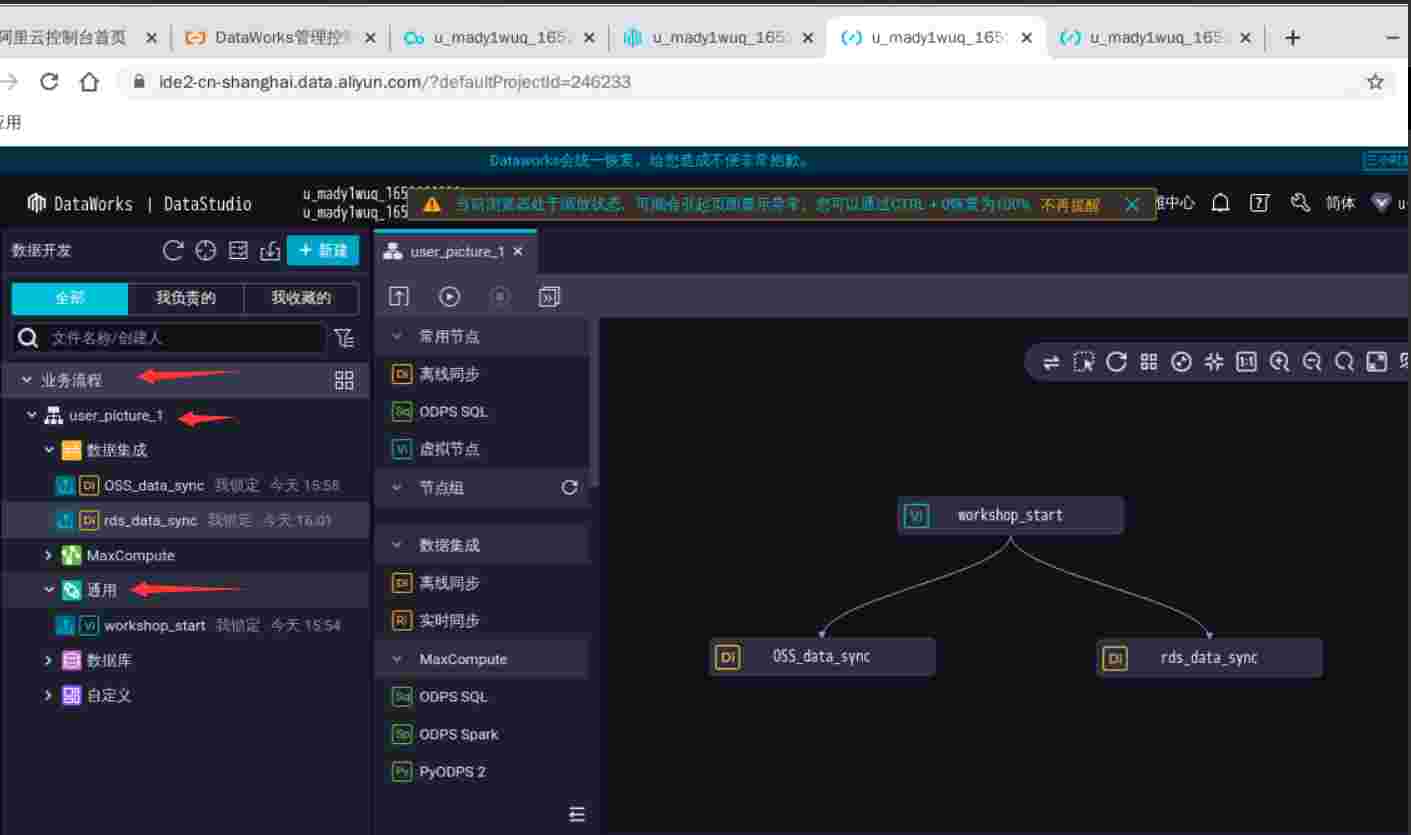 阿里云控制台首页
DataWorks管理控
u_mady1wuq_165
u_mady1wuq_165
u_mady1wuq_165
u_mady1wuq_165
ide2-cn-shanghai.data.aliyun.com/?defaultProjectId=246233
应用
Dataworks会统一恢复，给您造成不便非常抱歉。
DataWorks | DataStudio
u_mady1wuq_165
u_mady1wuq_165
当前浏览器处于缩放状态，可能会引起页面显示异常，您可以通过CTRL + 0恢复为100% 不再提醒
维中心
简体
数据开发
+ 新建
user_picture_1
全部
我负责的
我收藏的
文件名称/创建人
业务流程
user_picture_1
数据集成
Di OSS_data_sync 我锁定 今天 15:58
Di rds_data_sync 我锁定 今天 16:01
MaxCompute
通用
Vi workshop_start 我锁定 今天 15:54
数据库
自定义
常用节点
Di 离线同步
Sq ODPS SQL
Vi 虚拟节点
节点组
数据集成
Di 离线同步
Ri 实时同步
MaxCompute
Sq ODPS SQL
Sp ODPS Spark
Py PyODPS 2
1:1
Vi workshop_start
Di OSS_data_sync
Di rds_data_sync